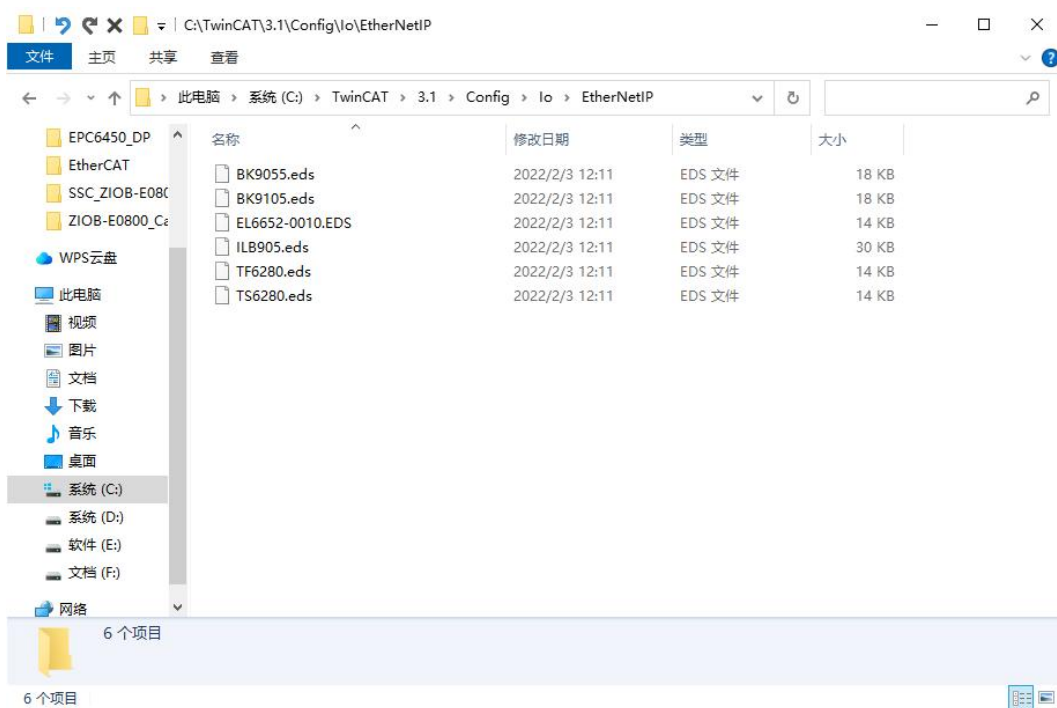 C:\TwinCAT\3.1\Config\Io\EtherNetIP
文件 主页 共享 查看
此电脑 › 系统 (C:) › TwinCAT › 3.1 › Config › Io › EtherNetIP
名称 修改日期 类型 大小
BK9055.eds 2022/2/3 12:11 EDS 文件 18 KB
BK9105.eds 2022/2/3 12:11 EDS 文件 18 KB
EL6652-0010.EDS 2022/2/3 12:11 EDS 文件 14 KB
ILB905.eds 2022/2/3 12:11 EDS 文件 30 KB
TF6280.eds 2022/2/3 12:11 EDS 文件 14 KB
TS6280.eds 2022/2/3 12:11 EDS 文件 14 KB
EPC6450_DP
EtherCAT
SSC_ZIOB-E080
ZIOB-E0800_Ca
WPS云盘
此电脑
视频
图片
文档
下载
音乐
桌面
系统 (C:)
系统 (D:)
软件 (E:)
文档 (F:)
网络
6 个项目
6 个项目